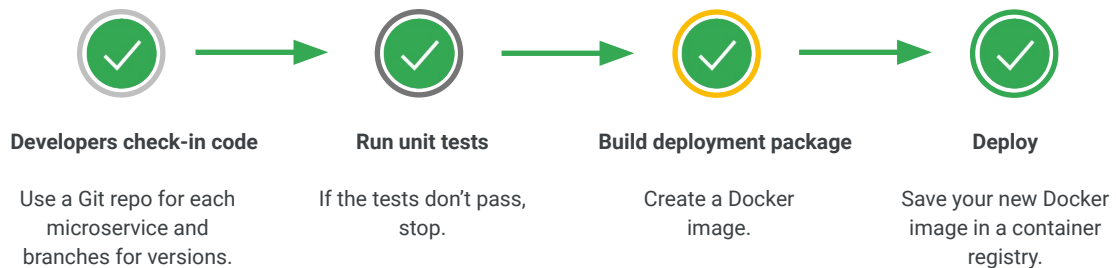 Developers check-in code
Use a Git repo for each
microservice and
branches for versions.
Run unit tests
If the tests don’t pass,
stop.
Build deployment package
Create a Docker
image.
Deploy
Save your new Docker
image in a container
registry.